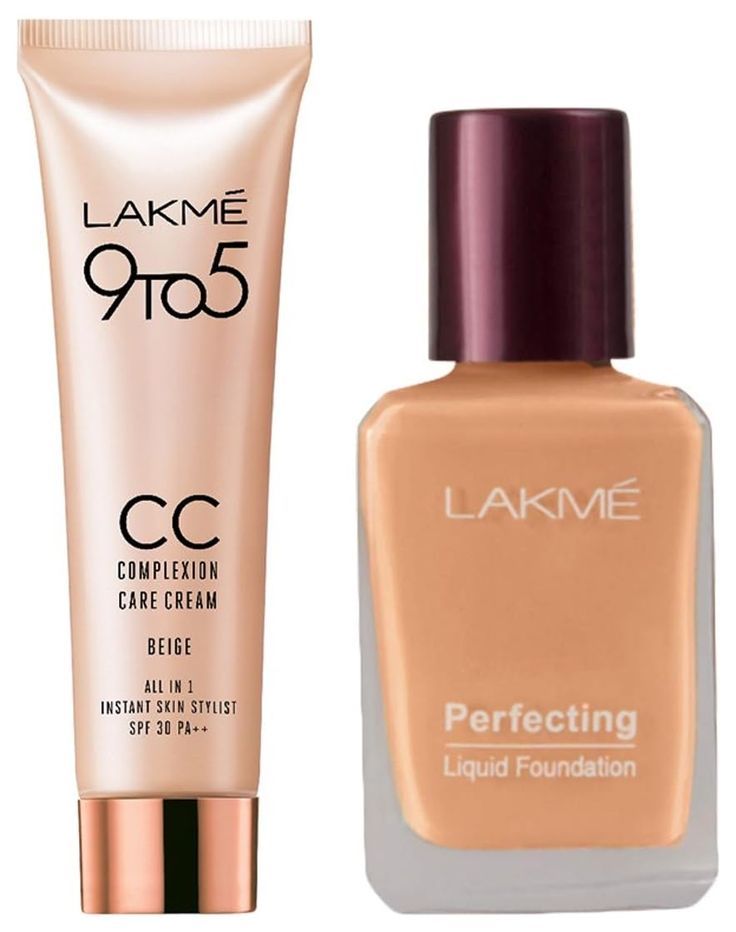 LAKMÉ
9TO5
CC
COMPLEXION
CARE CREAM
BEIGE
ALL IN 1
INSTANT SKIN STYLIST
SPF 30 PA++
LAKMÉ
Perfecting
Liquid Foundation